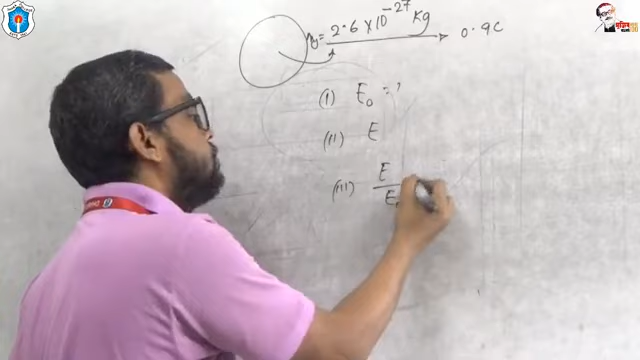 m₀ = 2.6 × 10⁻²⁷ kg
0.9c
(i) E₀ = ?
(ii) E
(iii) E
E₀